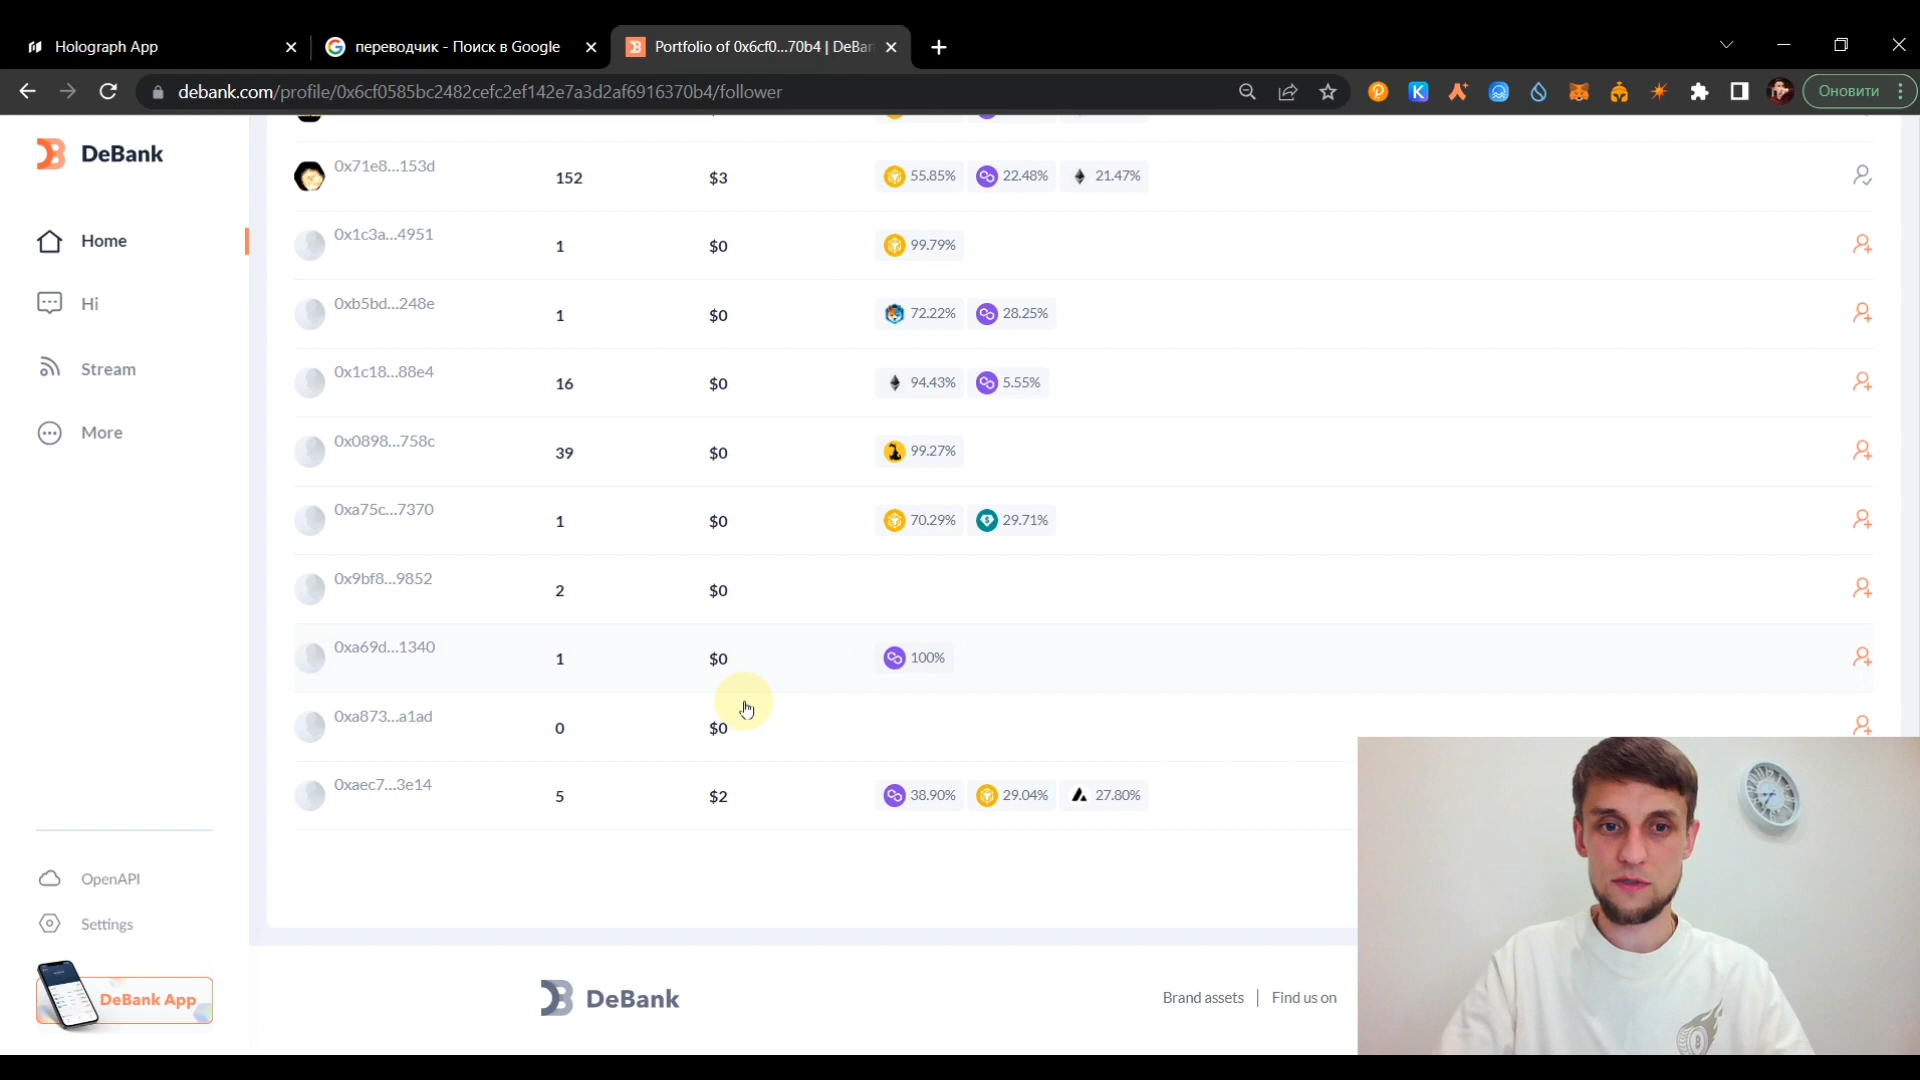 Holograph App
переводчик - Поиск в Google
Portfolio of 0x6cf0...70b4 | DeBan
debank.com/profile/0x6cf0585bc2482cefc2ef142e7a3d2af6916370b4/follower
Оновити
DeBank
Home
Hi
Stream
More
OpenAPI
Settings
DeBank App
0x71e8...153d 152 $3 55.85% 22.48% 21.47%
0x1c3a...4951 1 $0 99.79%
0xb5bd...248e 1 $0 72.22% 28.25%
0x1c18...88e4 16 $0 94.43% 5.55%
0x0898...758c 39 $0 99.27%
0xa75c...7370 1 $0 70.29% 29.71%
0x9bf8...9852 2 $0
0xa69d...1340 1 $0 100%
0xa873...a1ad 0 $0
0xaec7...3e14 5 $2 38.90% 29.04% 27.80%
DeBank
Brand assets | Find us on